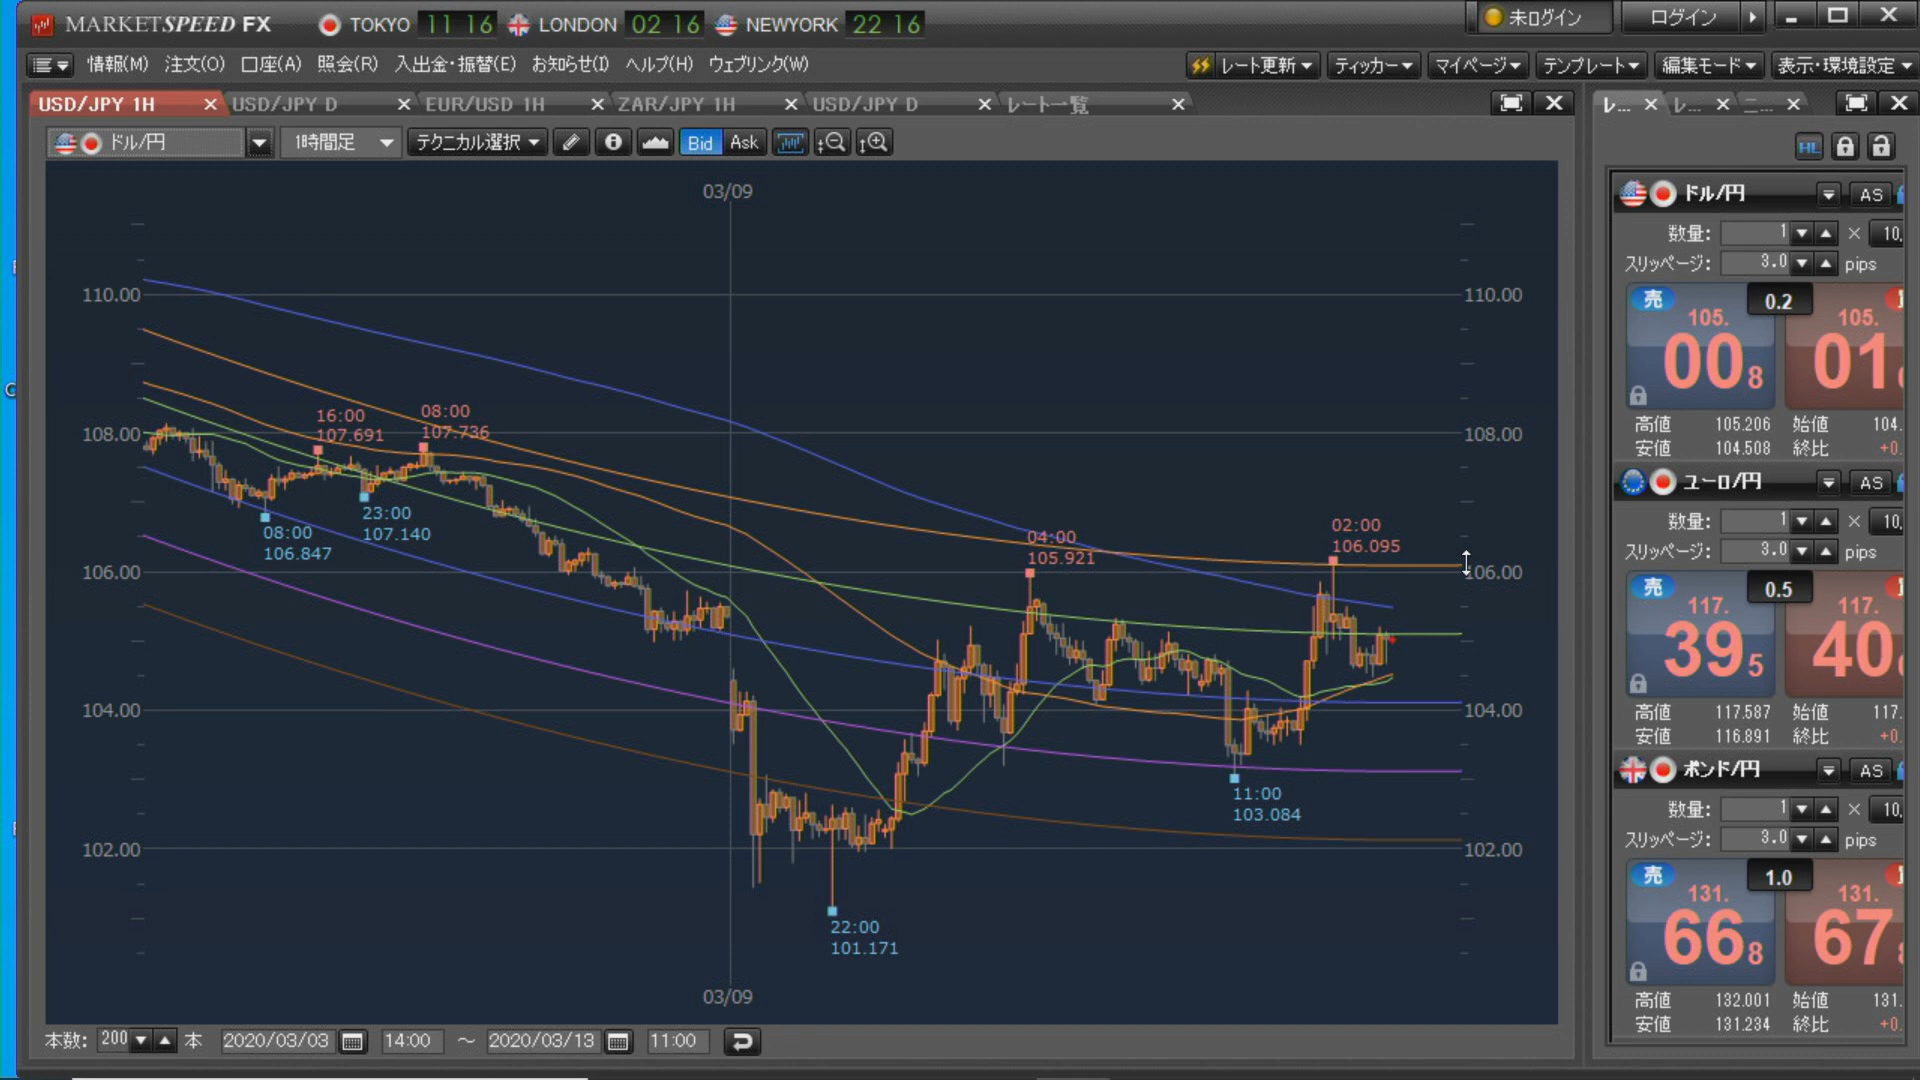 MARKETSPEED FX TOKYO 11 16 LONDON 02 16 NEWYORK 22 16 未ログイン ログイン
情報(M) 注文(O) 口座(A) 照会(R) 入出金・振替(E) お知らせ(I) ヘルプ(H) ウェブリンク(W) レート更新 ティッカー マイページ テンプレート 編集モード 表示・環境設定
USD/JPY 1H USD/JPY D EUR/USD 1H ZAR/JPY 1H USD/JPY D レート一覧 レ... レ... ニ...
ドル/円 1時間足 テクニカル選択 Bid Ask HL
03/09
110.00 110.00
108.00 108.00
106.00 106.00
104.00 104.00
102.00 102.00
16:00
107.691
08:00
107.736
08:00
106.847
23:00
107.140
04:00
105.921
02:00
106.095
11:00
103.084
22:00
101.171
03/09
本数: 200 本 2020/03/03 14:00 ～ 2020/03/13 11:00
ドル/円 AS
数量: 1 × 10,
スリッページ: 3.0 pips
売 0.2
105. 105.
00 8 01
高値 105.206 始値 104.
安値 104.508 終比 +0.
ユーロ/円 AS
数量: 1 × 10,
スリッページ: 3.0 pips
売 0.5
117. 117.
39 5 40
高値 117.587 始値 117.
安値 116.891 終比 +0.
ポンド/円 AS
数量: 1 × 10,
スリッページ: 3.0 pips
売 1.0
131. 131.
66 8 67
高値 132.001 始値 131.
安値 131.234 終比 +0.